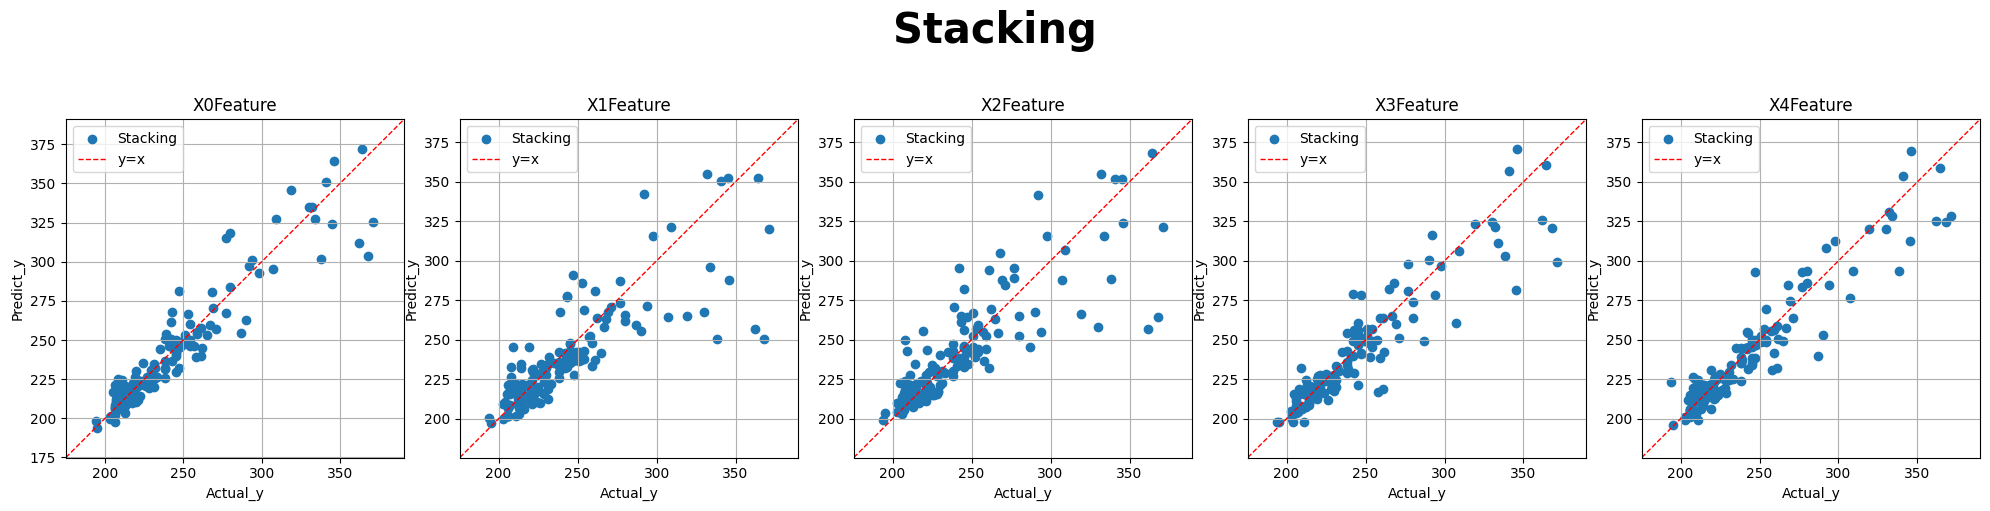 Stacking
X0Feature
Stacking
y=x
375
350
325
300
275
250
225
200
175
200
250
300
350
Predict_y
Actual_y
X1Feature
Stacking
y=x
375
350
325
300
275
250
225
200
200
250
300
350
Predict_y
Actual_y
X2Feature
Stacking
y=x
375
350
325
300
275
250
225
200
200
250
300
350
Predict_y
Actual_y
X3Feature
Stacking
y=x
375
350
325
300
275
250
225
200
200
250
300
350
Predict_y
Actual_y
X4Feature
Stacking
y=x
375
350
325
300
275
250
225
200
200
250
300
350
Predict_y
Actual_y